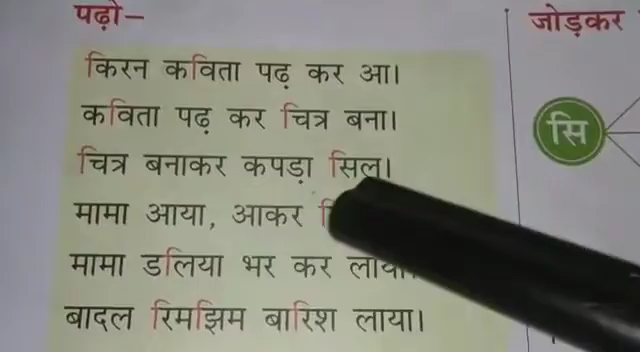 पढ़ो–
किरन कविता पढ़ कर आ।
कविता पढ़ कर चित्र बना।
चित्र बनाकर कपड़ा सिल।
मामा आया, आकर
मामा डलिया भर कर लाया।
बादल रिमझिम बारिश लाया।
जोड़कर
सि